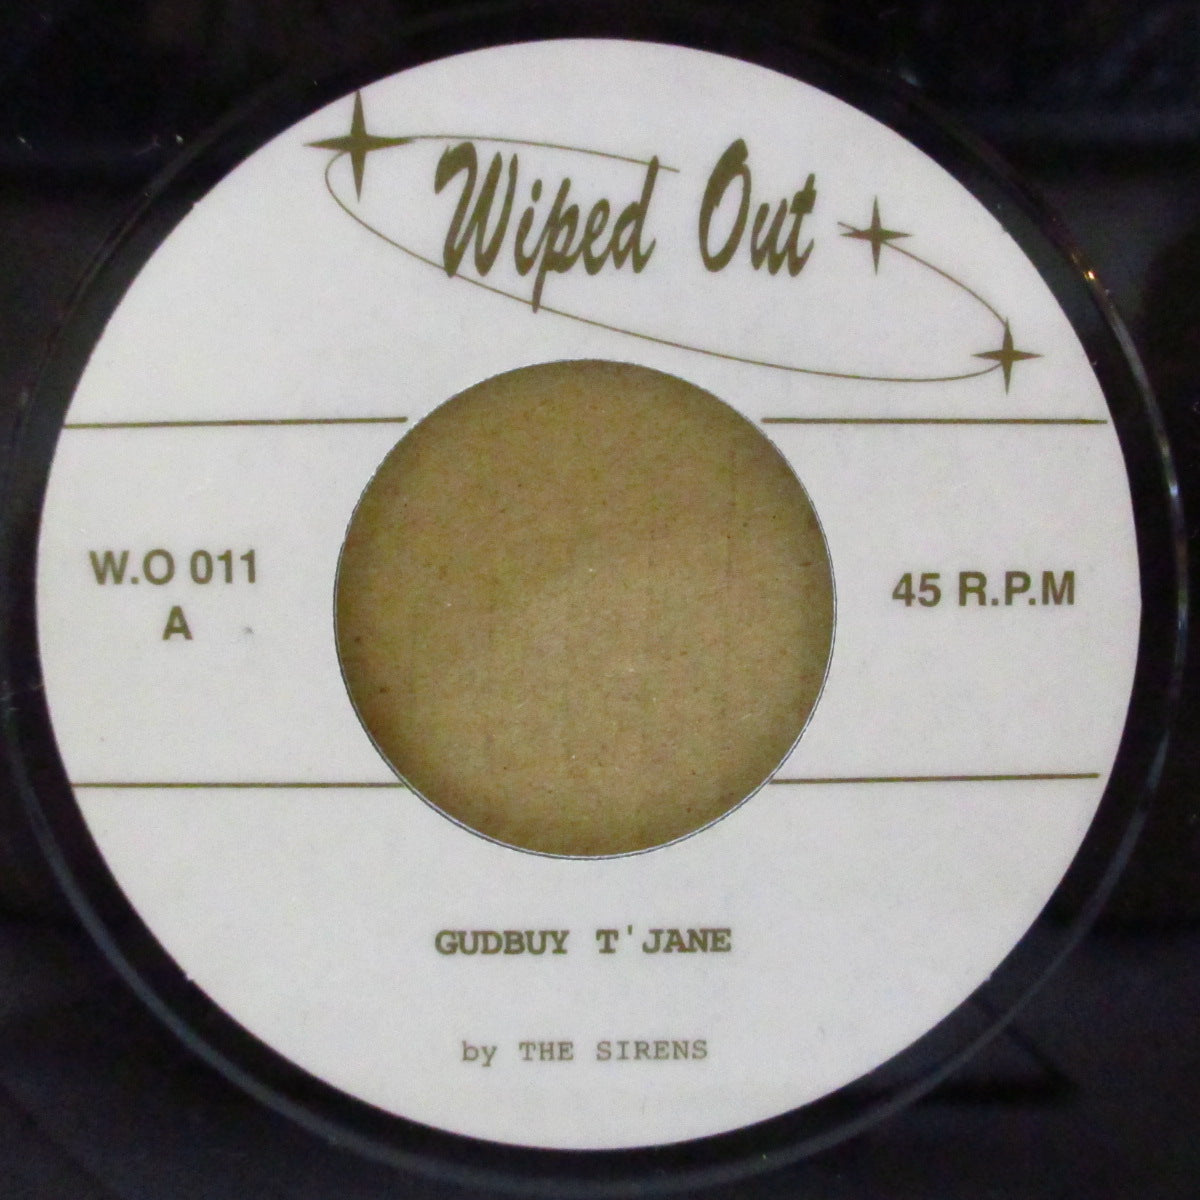 Wiped Out
W.O 011
A
45 R.P.M
GUDBUY T'JANE
by THE SIRENS